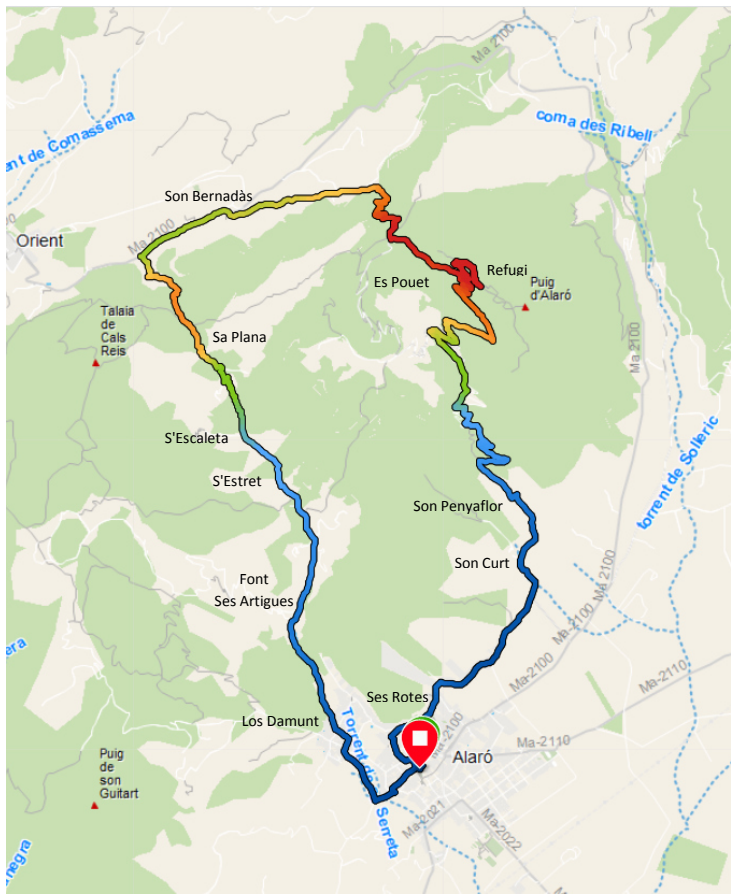 Ma 2100
coma des Ribell
ent de Comassema
Son Bernadàs
Ma-2100
Orient
Es Pouet
Refugi
Puig
d'Alaró
Talaia
de
Cals
Reis
Sa Plana
Ma 2100
torrent de Solleric
S'Escaleta
S'Estret
Son Penyaflor
Son Curt
Font
Ses Artigues
Ma 2100
Ma-2100
Ma-2110
Ses Rotes
Los Damunt
Torrent de
Serreta
Ma-2100
Ma-2110
Alaró
Puig
de
son
Guitart
Ma-2021
Ma-2022
era
negra